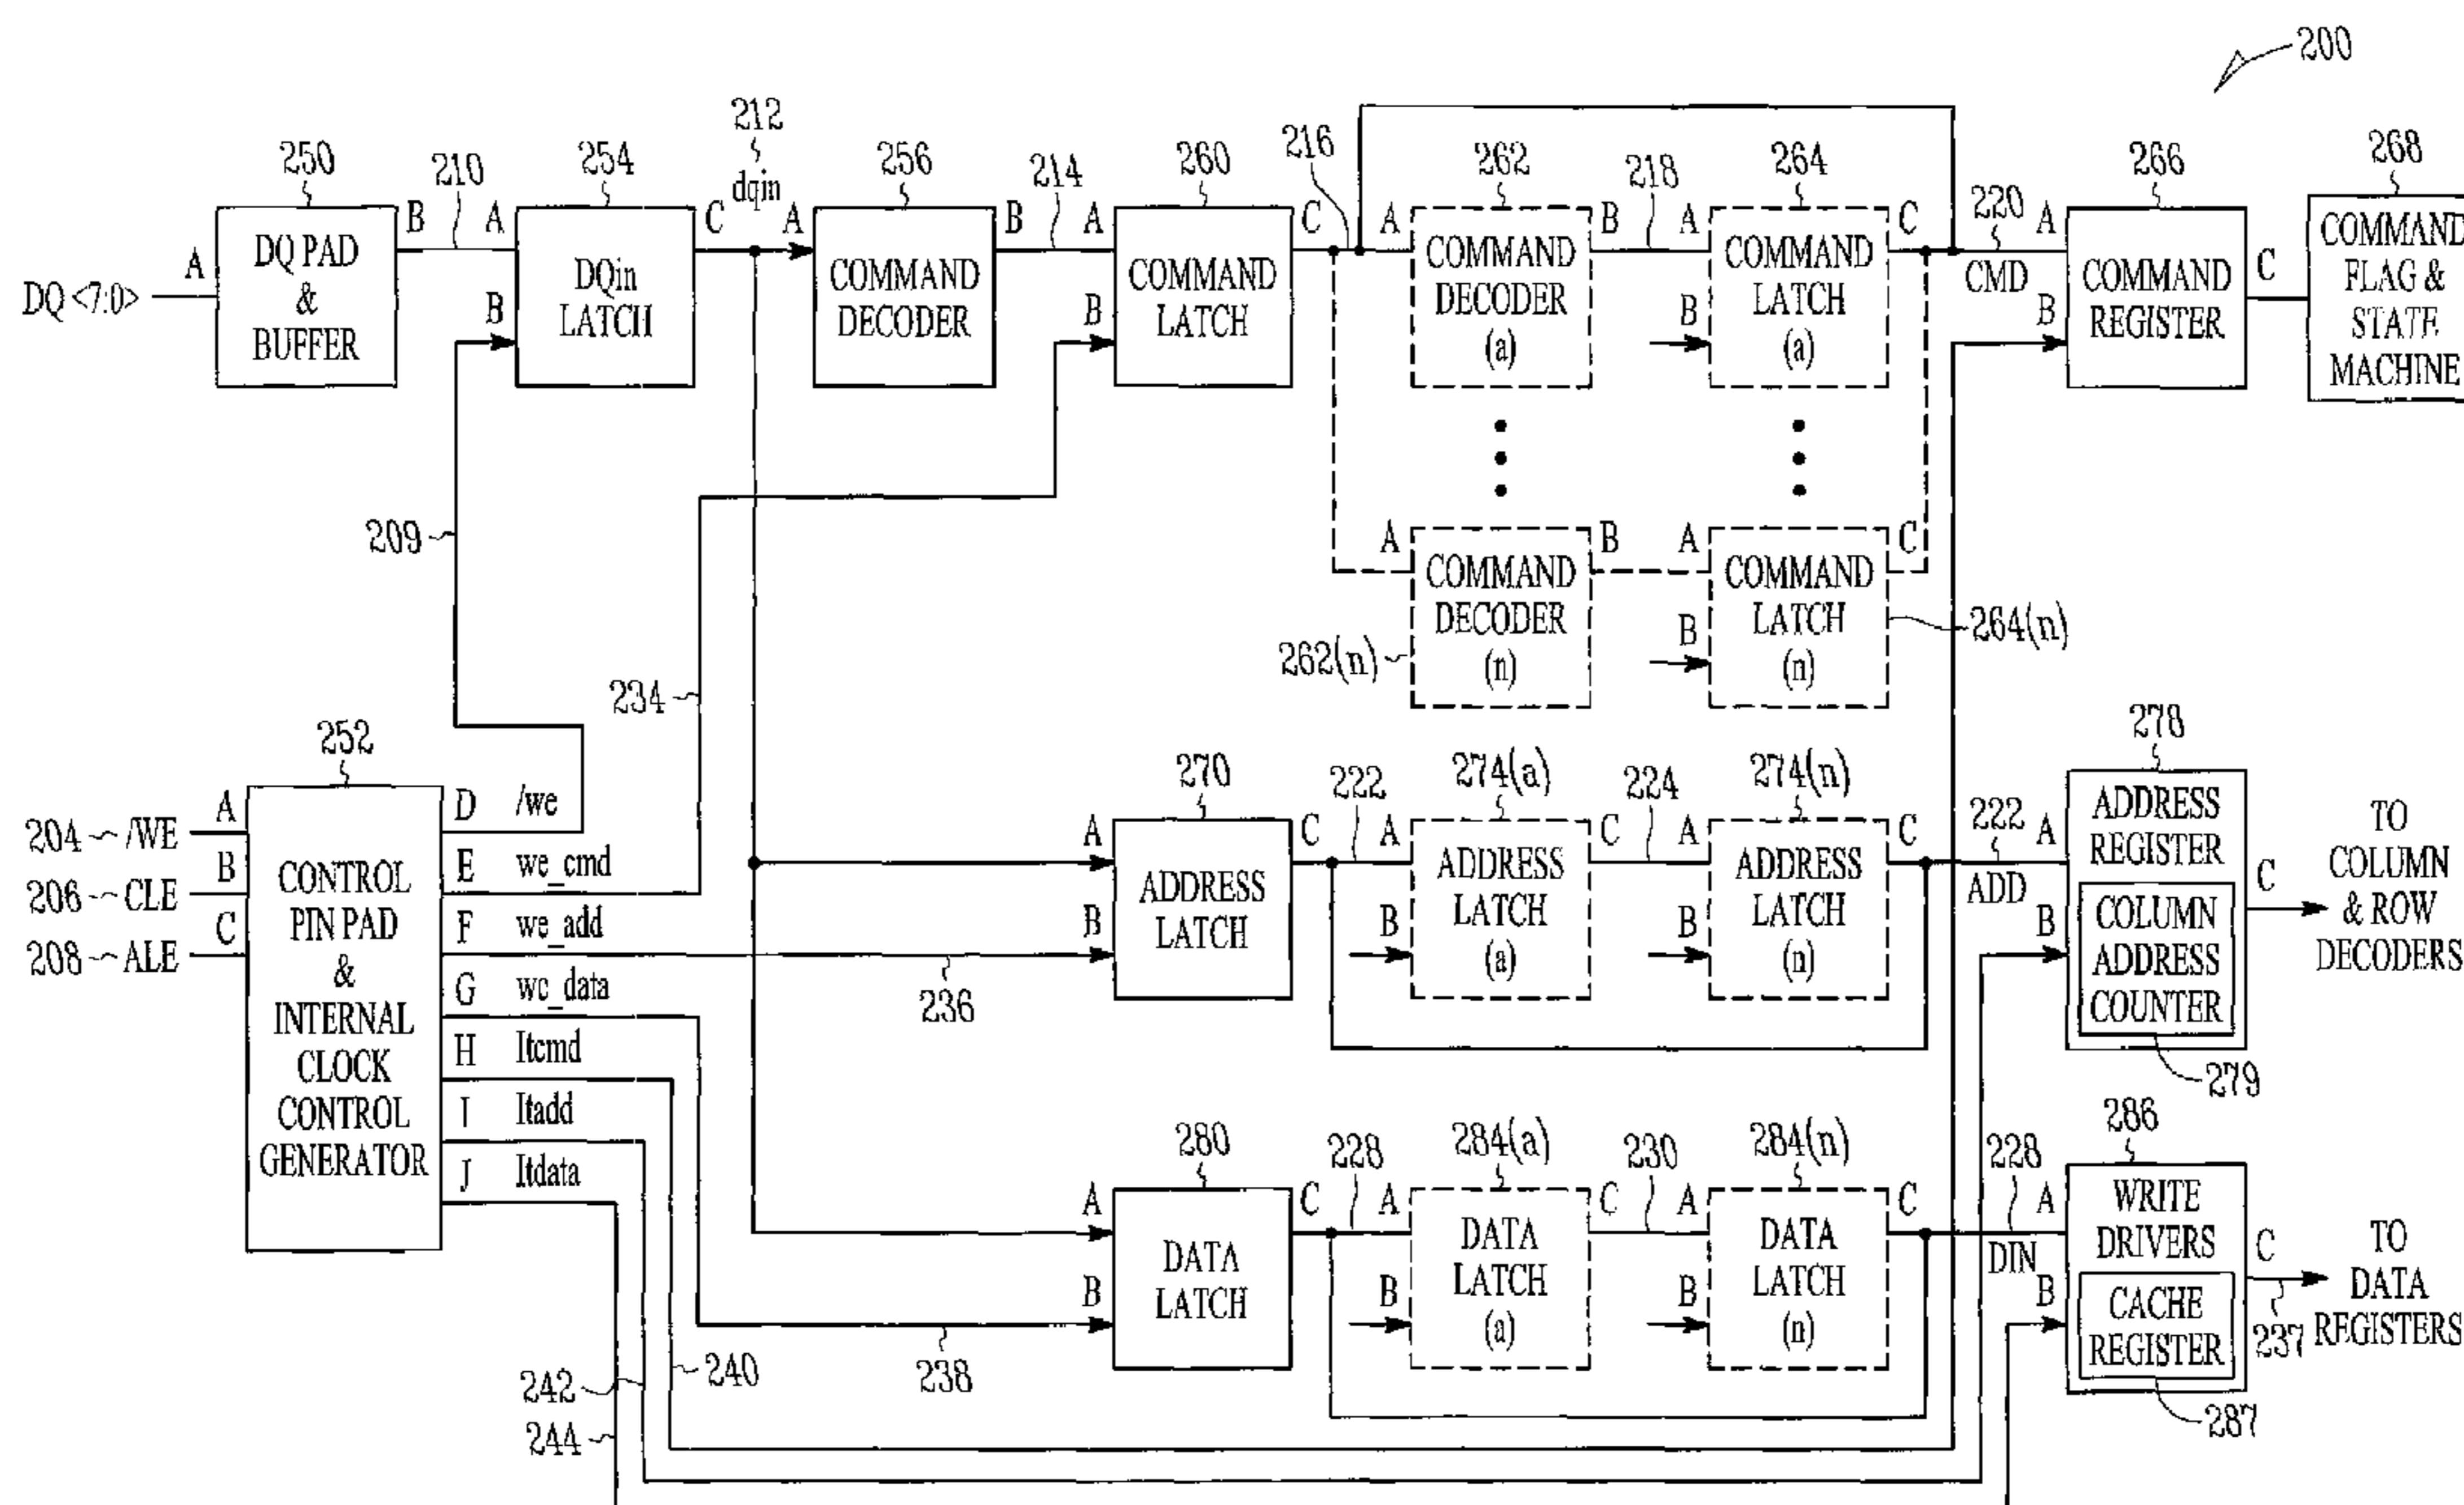 200
212
dqin
250
210
254
256
214
260
216
262
218
264
220
266
268
DQ <7:0>
A
DQ PAD
&
BUFFER
B
A
B
DQin
LATCH
C
A
COMMAND
DECODER
B
A
B
COMMAND
LATCH
C
A
COMMAND
DECODER
(a)
B
A
B
COMMAND
LATCH
(a)
C
CMD
A
B
COMMAND
REGISTER
C
COMMAND
FLAG &
STATE
MACHINE
209
234
A
COMMAND
DECODER
(n)
262(n)
B
A
B
COMMAND
LATCH
(n)
C
264(n)
252
204
/WE
A
206
CLE
B
208
ALE
C
CONTROL
PIN PAD
&
INTERNAL
CLOCK
CONTROL
GENERATOR
D
/we
E
we_cmd
F
we_add
G
wc_data
H
Itcmd
I
Itadd
J
Itdata
236
238
240
242
244
270
A
B
ADDRESS
LATCH
C
222
274(a)
A
B
ADDRESS
LATCH
(a)
C
224
274(n)
A
B
ADDRESS
LATCH
(n)
C
222
ADD
278
A
B
ADDRESS
REGISTER
COLUMN
ADDRESS
COUNTER
279
C
TO
COLUMN
& ROW
DECODERS
280
A
B
DATA
LATCH
C
228
284(a)
A
B
DATA
LATCH
(a)
C
230
284(n)
A
B
DATA
LATCH
(n)
C
228
DIN
286
A
B
WRITE
DRIVERS
CACHE
REGISTER
287
C
237
TO
DATA
REGISTERS